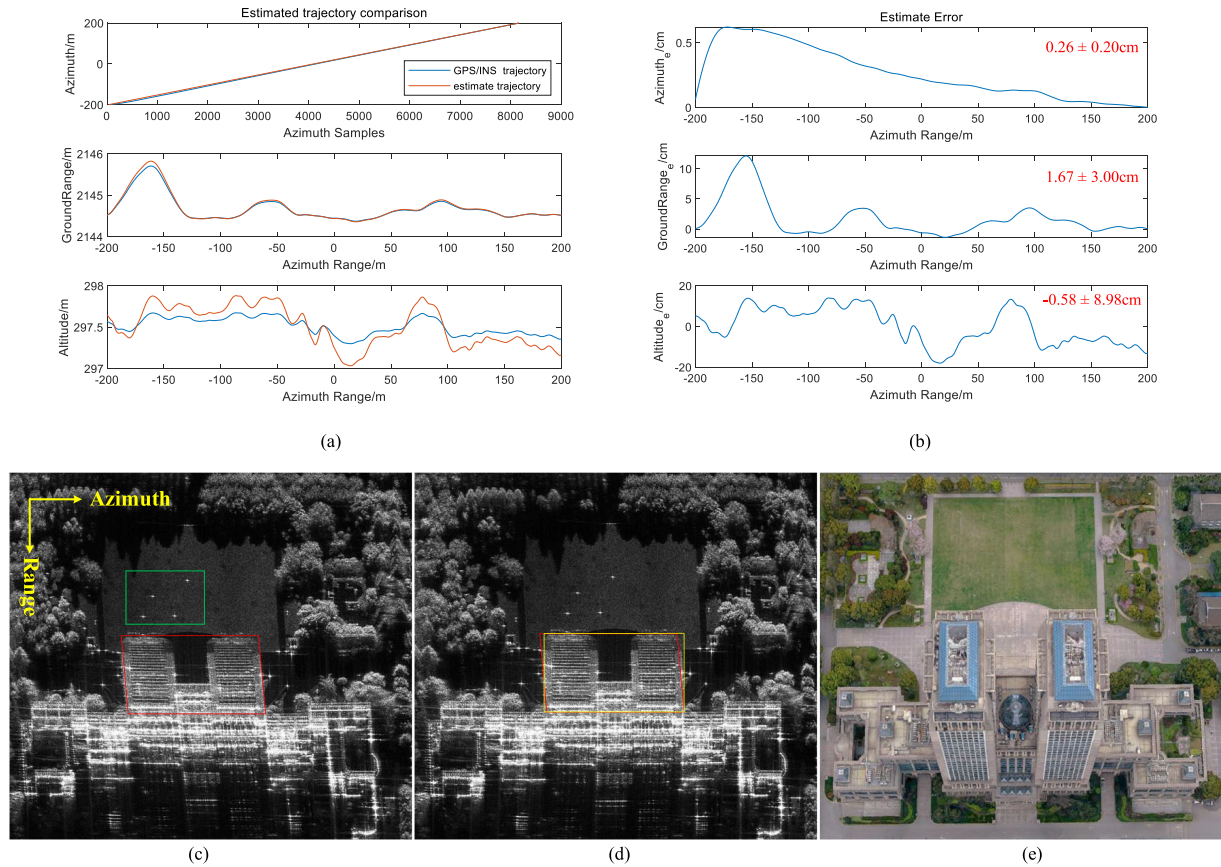 Estimated trajectory comparison
Azimuth/m
200
0
-200
GPS/INS trajectory
estimate trajectory
0 1000 2000 3000 4000 5000 6000 7000 8000 9000
Azimuth Samples
GroundRange/m
2146
2145
2144
-200 -150 -100 -50 0 50 100 150 200
Azimuth Range/m
Altitude/m
298
297.5
297
-200 -150 -100 -50 0 50 100 150 200
Azimuth Range/m
(a)
Estimate Error
Azimuth_e/cm
0.5
0
0.26 ± 0.20cm
-200 -150 -100 -50 0 50 100 150 200
Azimuth Range/m
GroundRange_e/cm
10
5
0
1.67 ± 3.00cm
-200 -150 -100 -50 0 50 100 150 200
Azimuth Range/m
Altitude_e/cm
20
0
-20
-0.58 ± 8.98cm
-200 -150 -100 -50 0 50 100 150 200
Azimuth Range/m
(b)
Azimuth
Range
(c)
(d)
(e)